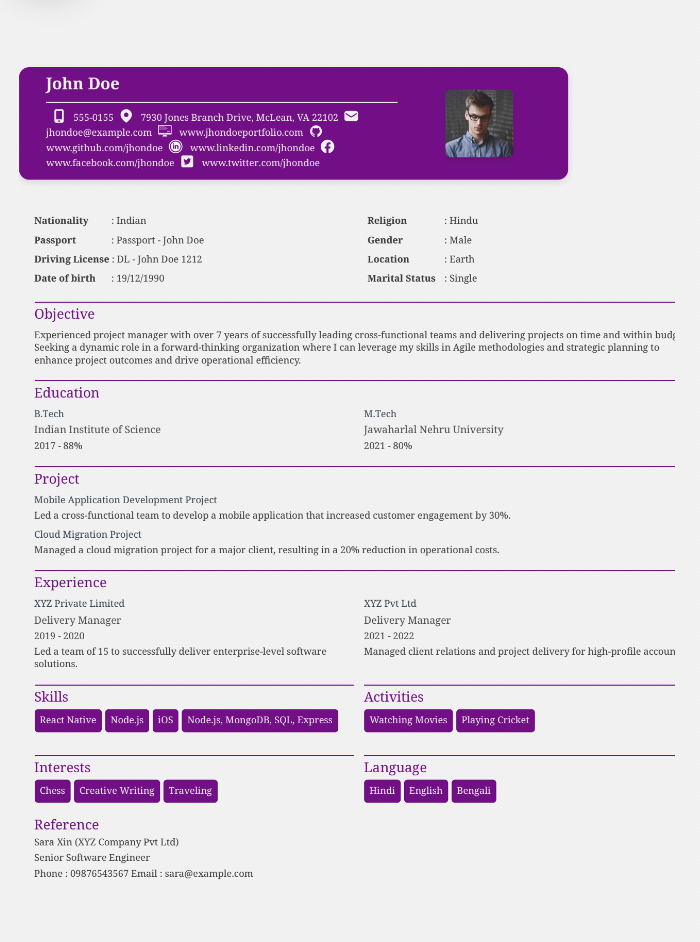 John Doe
555-0155 7930 Jones Branch Drive, McLean, VA 22102
jhondoe@example.com www.jhondoeportfolio.com
www.github.com/jhondoe www.linkedin.com/jhondoe
www.facebook.com/jhondoe www.twitter.com/jhondoe
Nationality : Indian
Religion : Hindu
Passport : Passport - John Doe
Gender : Male
Driving License : DL - John Doe 1212
Location : Earth
Date of birth : 19/12/1990
Marital Status : Single
Objective
Experienced project manager with over 7 years of successfully leading cross-functional teams and delivering projects on time and within
Seeking a dynamic role in a forward-thinking organization where I can leverage my skills in Agile methodologies and strategic planning to
enhance project outcomes and drive operational efficiency.
Education
B.Tech
Indian Institute of Science
2017 - 88%
M.Tech
Jawaharlal Nehru University
2021 - 80%
Project
Mobile Application Development Project
Led a cross-functional team to develop a mobile application that increased customer engagement by 30%.
Cloud Migration Project
Managed a cloud migration project for a major client, resulting in a 20% reduction in operational costs.
Experience
XYZ Private Limited
Delivery Manager
2019 - 2020
Led a team of 15 to successfully deliver enterprise-level software
solutions.
XYZ Pvt Ltd
Delivery Manager
2021 - 2022
Managed client relations and project delivery for high-profile accoun
Skills
React Native Node.js iOS Node.js, MongoDB, SQL, Express
Activities
Watching Movies Playing Cricket
Interests
Chess Creative Writing Traveling
Language
Hindi English Bengali
Reference
Sara Xin (XYZ Company Pvt Ltd)
Senior Software Engineer
Phone : 09876543567 Email : sara@example.com